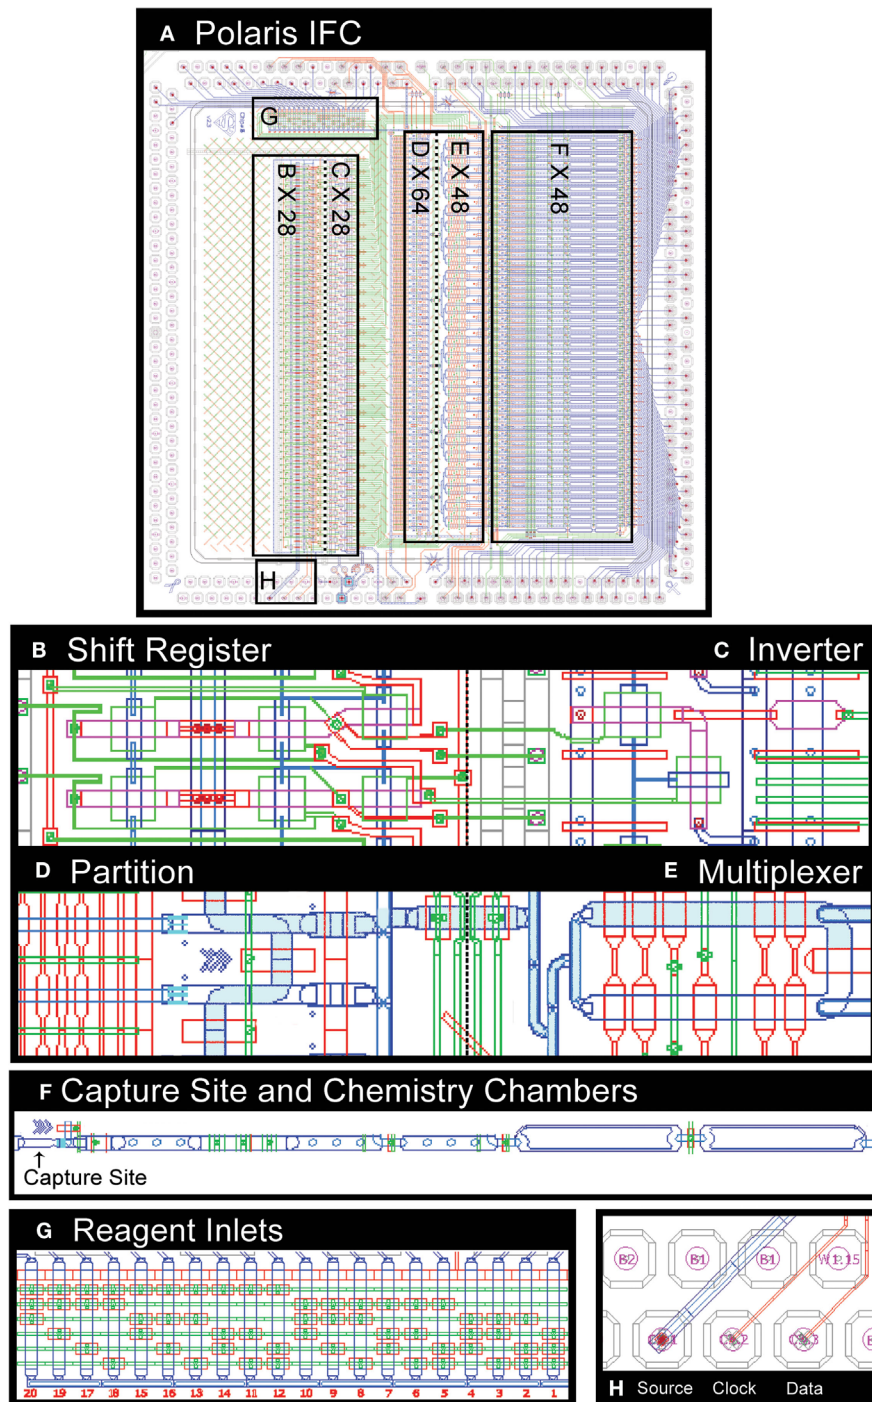 A Polaris IFC
G
B X 28
C X 28
D X 64
E X 48
F X 48
H
B Shift Register
C Inverter
D Partition
E Multiplexer
F Capture Site and Chemistry Chambers
Capture Site
G Reagent Inlets
20 19 17 18 15 16 13 14 11 12 10 9 8 7 6 5 4 3 2 1
B2 B1 B1
H Source Clock Data